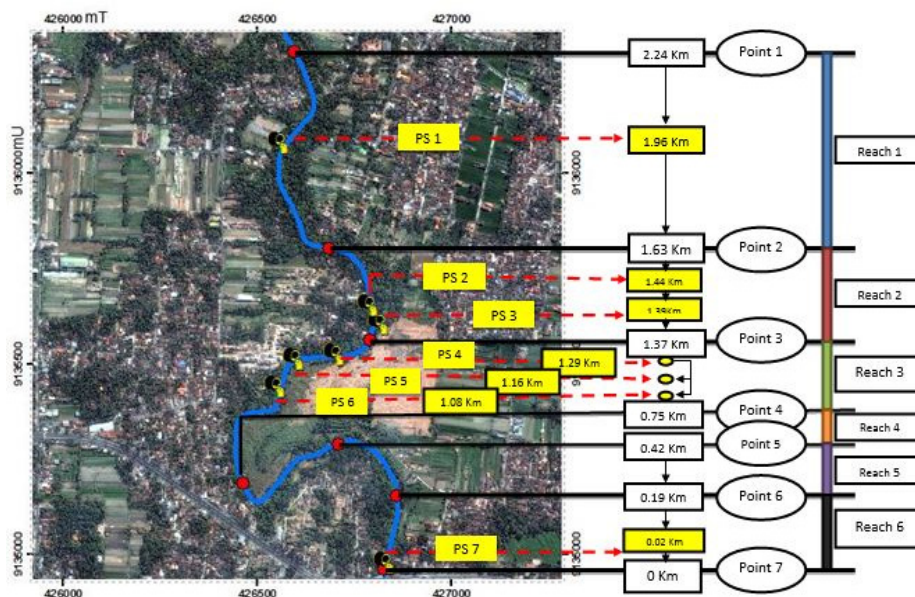 426000 mT
426500
427000
2.24 Km
Point 1
PS 1
1.96 Km
9136000 mU
9136000
Reach 1
1.63 Km
Point 2
PS 2
1.44 Km
Reach 2
PS 3
1.39Km
1.37 Km
Point 3
PS 4
1.29 Km
9135500
Reach 3
PS 5
1.16 Km
PS 6
1.08 Km
0.75 Km
Point 4
Reach 4
0.42 Km
Point 5
Reach 5
0.19 Km
Point 6
Reach 6
PS 7
0.02 Km
9135000
9135000
0 Km
Point 7
426000
426500
427000